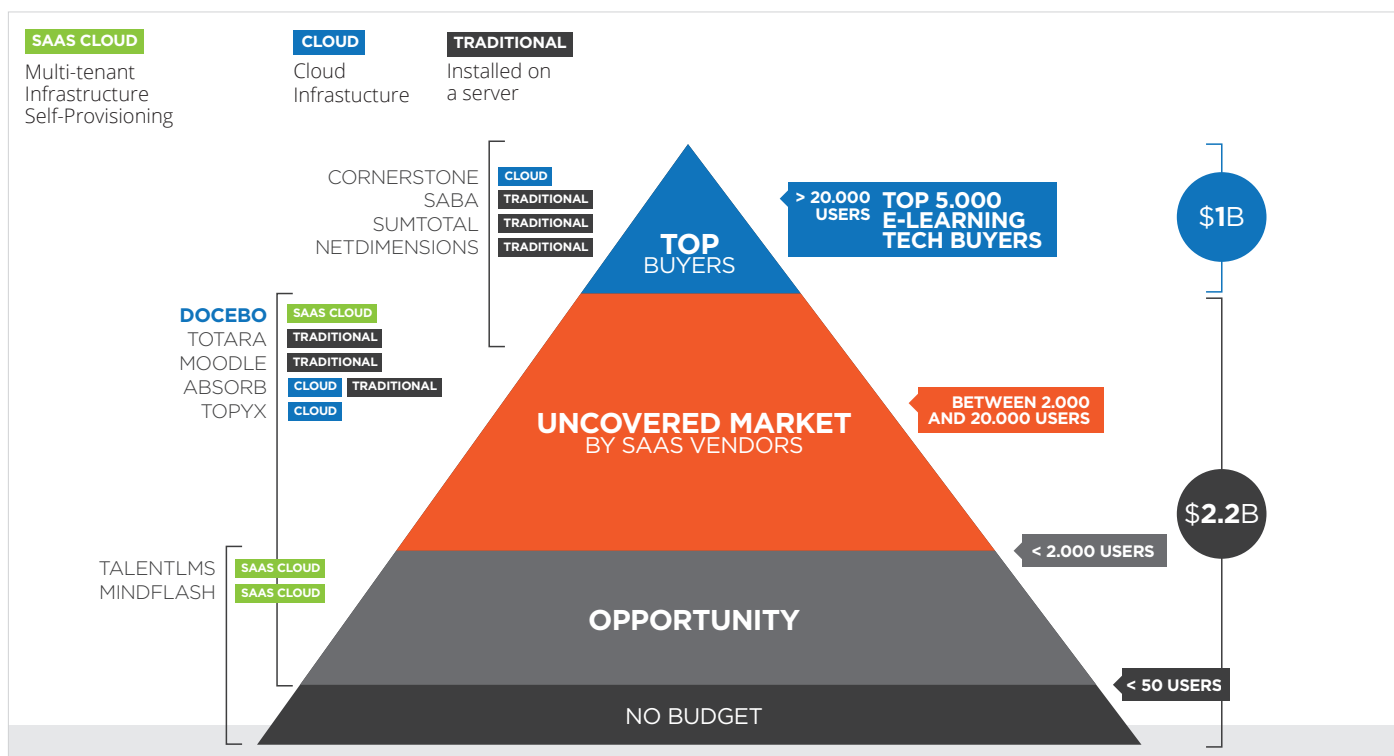 SAAS CLOUD
Multi-tenant
Infrastructure
Self-Provisioning
CLOUD
Cloud
Infrastucture
TRADITIONAL
Installed on
a server
CORNERSTONE CLOUD
SABA TRADITIONAL
SUMTOTAL TRADITIONAL
NETDIMENSIONS TRADITIONAL
TOP
BUYERS
> 20.000
USERS
TOP 5.000
E-LEARNING
TECH BUYERS
$1B
DOCEBO SAAS CLOUD
TOTARA TRADITIONAL
MOODLE TRADITIONAL
ABSORB CLOUD TRADITIONAL
TOPYX CLOUD
UNCOVERED MARKET
BY SAAS VENDORS
BETWEEN 2.000
AND 20.000 USERS
$2.2B
TALENTLMS SAAS CLOUD
MINDFLASH SAAS CLOUD
< 2.000 USERS
OPPORTUNITY
< 50 USERS
NO BUDGET